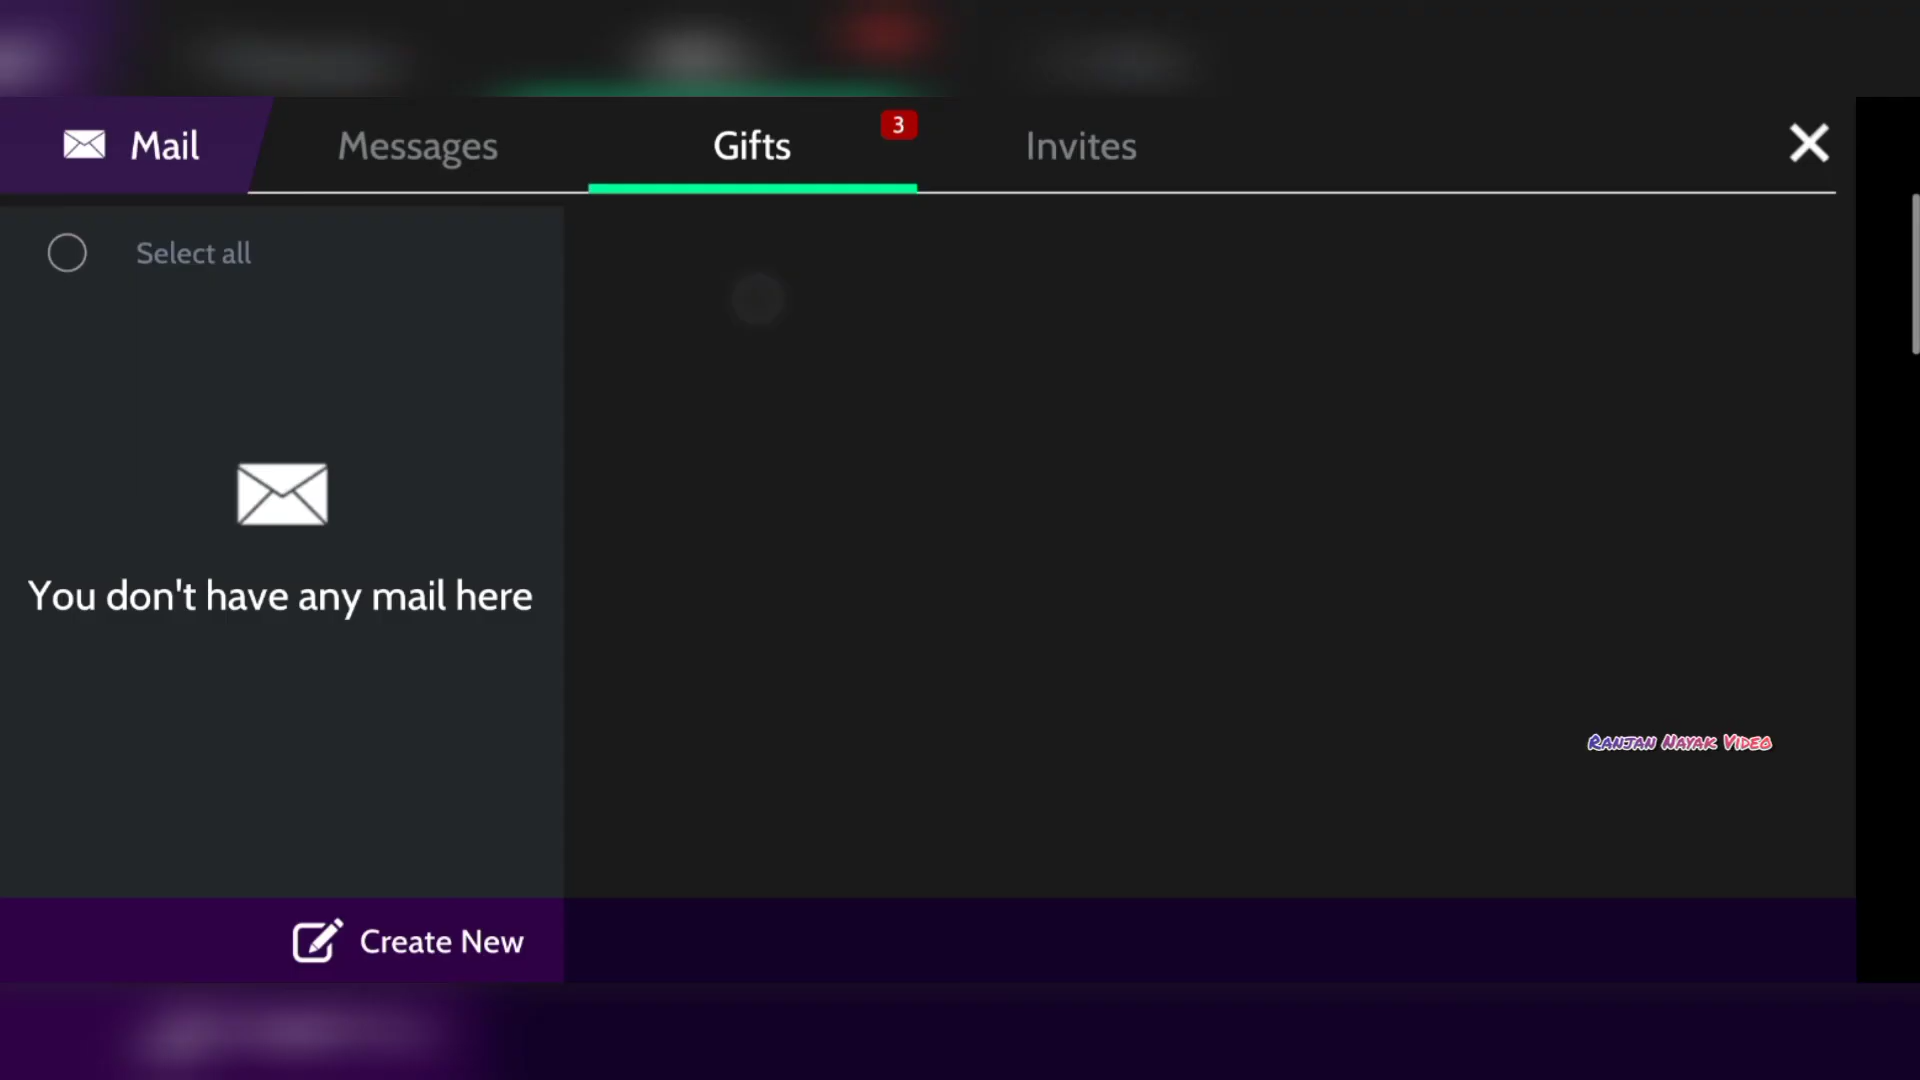 Mail
Messages
Gifts
3
Invites
Select all
You don't have any mail here
Ranjan Nayak Video
Create New